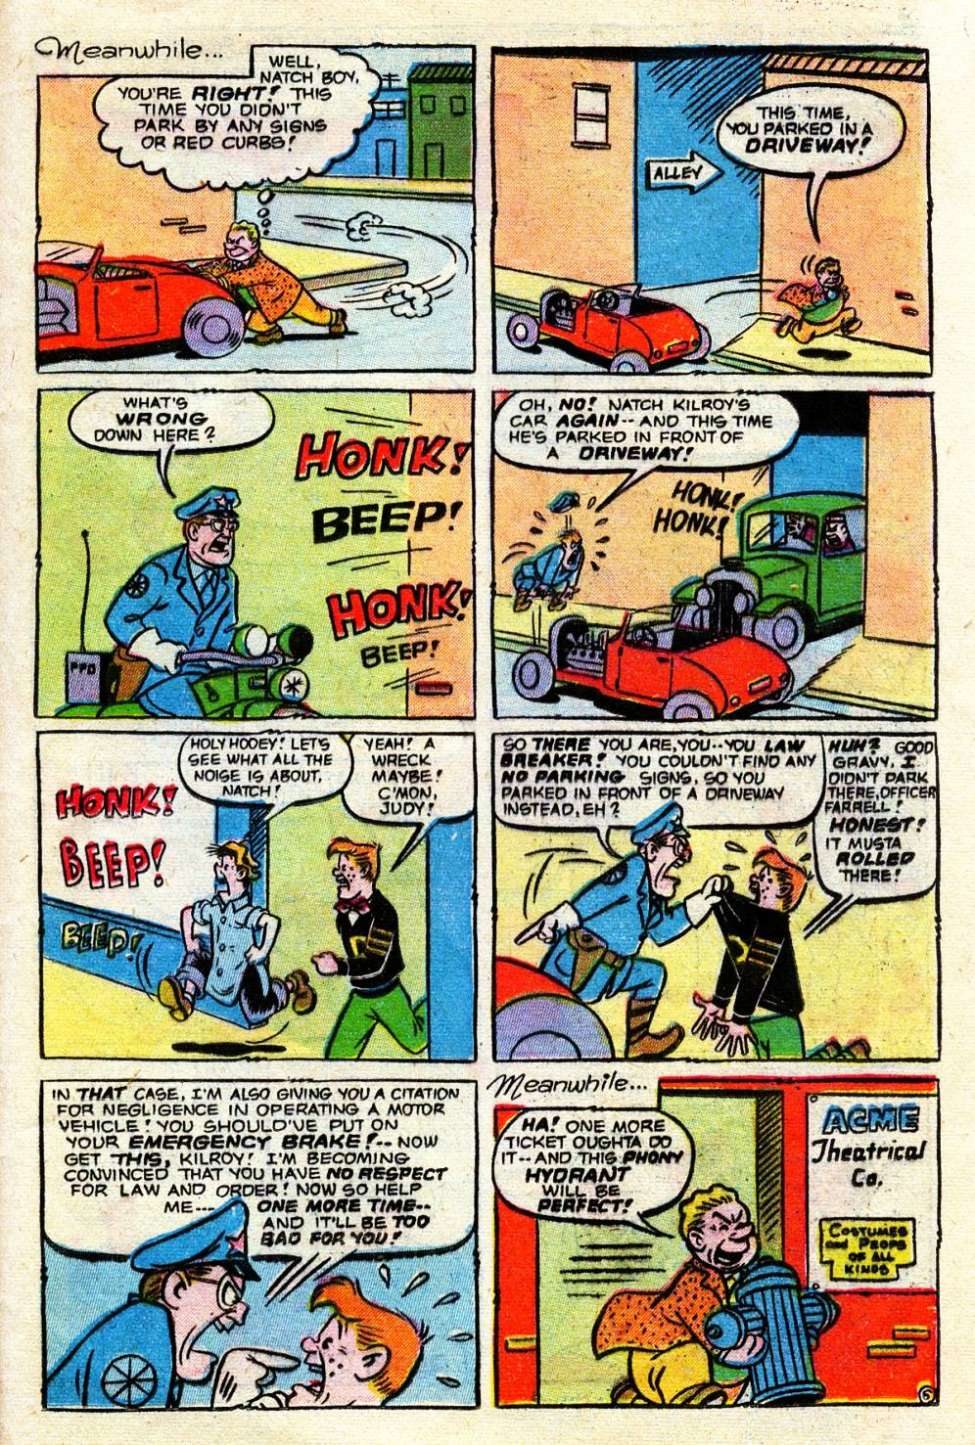 Meanwhile...
WELL,
NATCH BOY,
YOU'RE RIGHT! THIS
TIME YOU DIDN'T
PARK BY ANY SIGNS
OR RED CURBS!
THIS TIME,
YOU PARKED IN A
DRIVEWAY!
ALLEY
WHAT'S
WRONG
DOWN HERE?
HONK!
BEEP!
HONK!
BEEP!
PPD
OH, NO! NATCH KILROY'S
CAR AGAIN-- AND THIS TIME
HE'S PARKED IN FRONT OF
A DRIVEWAY!
HONK!
HONK!
HOLY HOOEY! LET'S
SEE WHAT ALL THE
NOISE IS ABOUT,
NATCH!
YEAH! A
WRECK
MAYBE!
C'MON,
JUDY!
HONK!
BEEP!
BEEP!
SO THERE YOU ARE, YOU--YOU LAW
BREAKER! YOU COULDN'T FIND ANY
NO PARKING SIGNS, SO YOU
PARKED IN FRONT OF A DRIVEWAY
INSTEAD, EH?
HUH? GOOD
GRAVY, I
DIDN'T PARK
THERE, OFFICER
FARRELL!
HONEST!
IT MUSTA
ROLLED
THERE!
IN THAT CASE, I'M ALSO GIVING YOU A CITATION
FOR NEGLIGENCE IN OPERATING A MOTOR
VEHICLE! YOU SHOULD'VE PUT ON
YOUR EMERGENCY BRAKE!-- NOW
GET THIS, KILROY! I'M BECOMING
CONVINCED THAT YOU HAVE NO RESPECT
FOR LAW AND ORDER! NOW SO HELP
ME--- ONE MORE TIME--
AND IT'LL BE TOO
BAD FOR YOU!
Meanwhile...
HA! ONE MORE
TICKET OUGHTA DO
IT-- AND THIS PHONY
HYDRANT
WILL BE
PERFECT!
ACME
Theatrical
Co.
COSTUMES
AND PROPS
OF ALL
KINDS
5